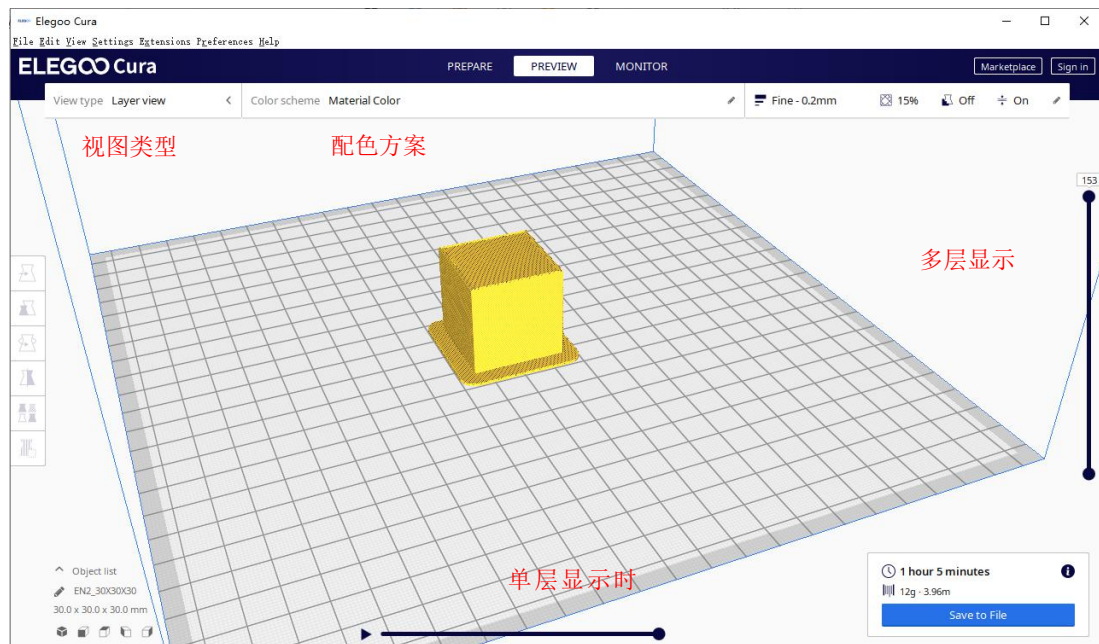 Elegoo Cura
File Edit View Settings Extensions Preferences Help
ELEGOO Cura
PREPARE
PREVIEW
MONITOR
Marketplace
Sign in
View type Layer view
Color scheme Material Color
Fine - 0.2mm
15%
Off
On
视图类型
配色方案
153
多层显示
单层显示时
Object list
EN2_30X30X30
30.0 x 30.0 x 30.0 mm
1 hour 5 minutes
12g · 3.96m
Save to File